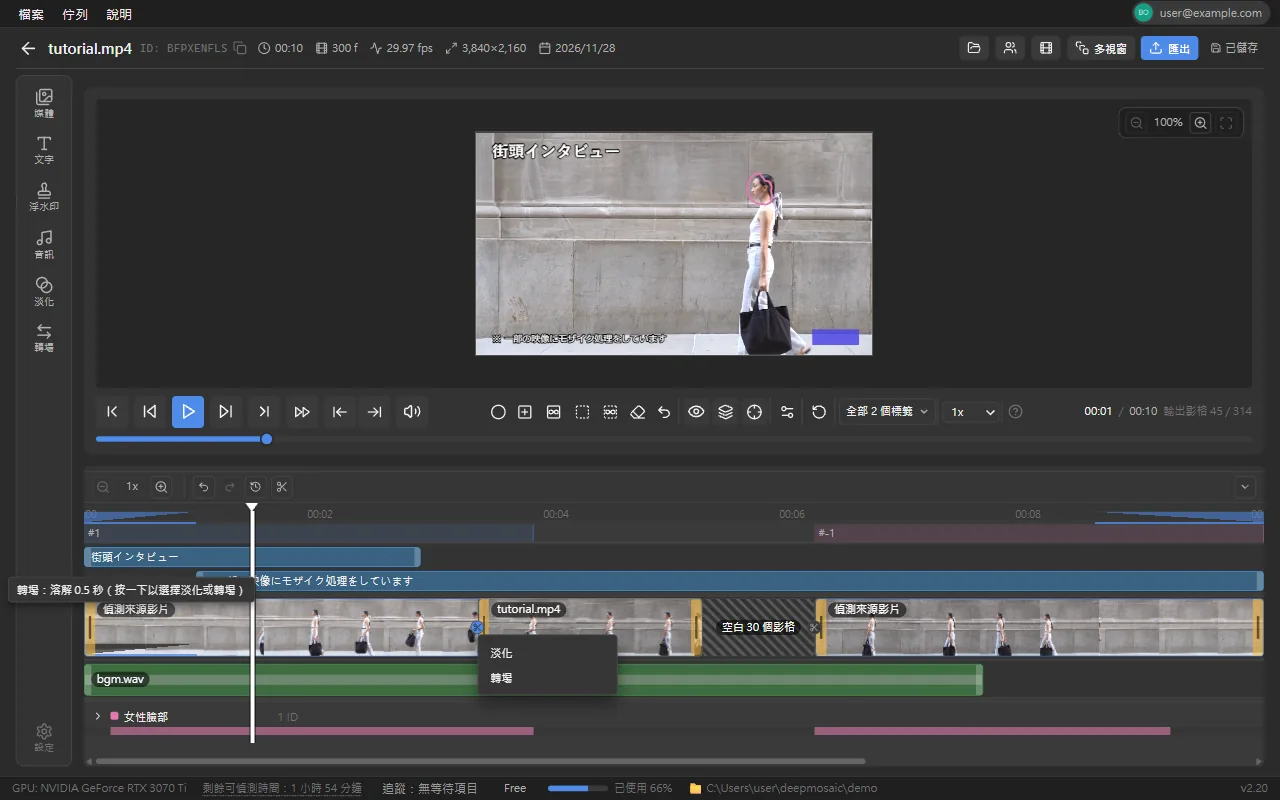 檔案 佇列 說明 BO user@example.com
tutorial.mp4 ID: BFPXENFLS 00:10 300 f 29.97 fps 3,840×2,160 2026/11/28 多視窗 匯出 已儲存
媒體
文字
浮水印
音訊
淡化
轉場
設定
100%
街頭インタビュー
※一部の映像にモザイク処理をしています
全部 2 個標籤 1x 00:01 / 00:10 輸出影格 45 / 314
1x
00 00:02 00:04 00:06 00:08 00
#1 #-1
街頭インタビュー
映像にモザイク処理をしています
轉場：溶解 0.5 秒 ( 按一下以選擇淡化或轉場 )
偵測來源影片 tutorial.mp4 空白 30 個影格 偵測來源影片
淡化
轉場
bgm.wav
女性臉部 1 ID
GPU: NVIDIA GeForce RTX 3070 Ti 剩餘可偵測時間：1 小時 54 分鐘 追蹤：無等待項目 Free 已使用 66% C:\Users\user\deepmosaic\demo v2.20